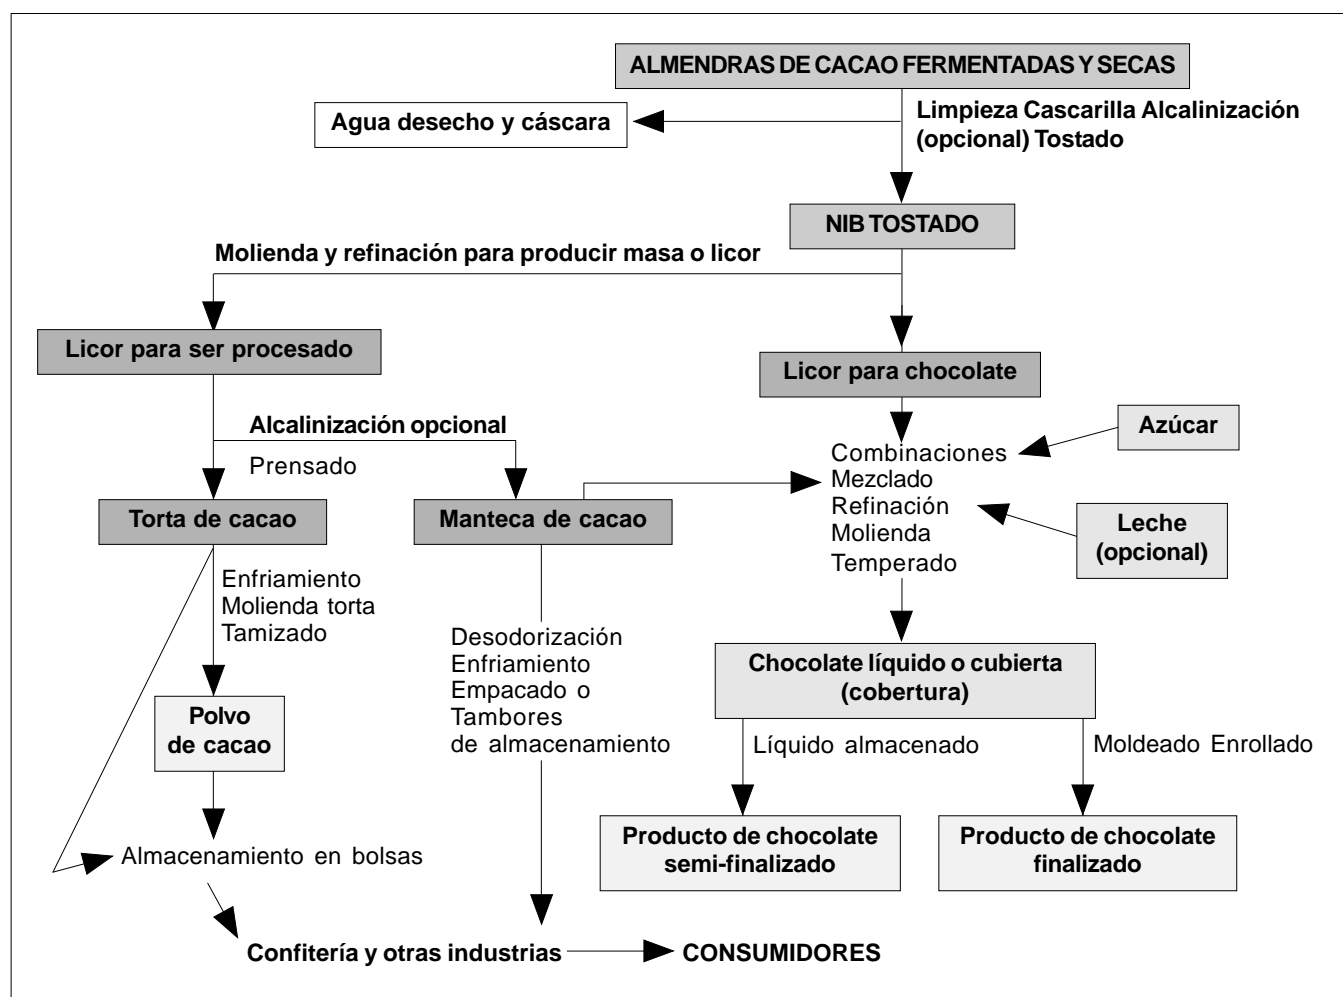 ALMENDRAS DE CACAO FERMENTADAS Y SECAS
Agua desecho y cáscara
Limpieza Cascarilla Alcalinización
(opcional) Tostado
NIB TOSTADO
Molienda y refinación para producir masa o licor
Licor para ser procesado
Licor para chocolate
Alcalinización opcional
Prensado
Azúcar
Combinaciones
Mezclado
Refinación
Molienda
Temperado
Leche
(opcional)
Torta de cacao
Manteca de cacao
Enfriamiento
Molienda torta
Tamizado
Desodorización
Enfriamiento
Empacado o
Tambores
de almacenamiento
Chocolate líquido o cubierta
(cobertura)
Polvo
de cacao
Líquido almacenado
Moldeado Enrollado
Almacenamiento en bolsas
Producto de chocolate
semi-finalizado
Producto de chocolate
finalizado
Confitería y otras industrias
CONSUMIDORES